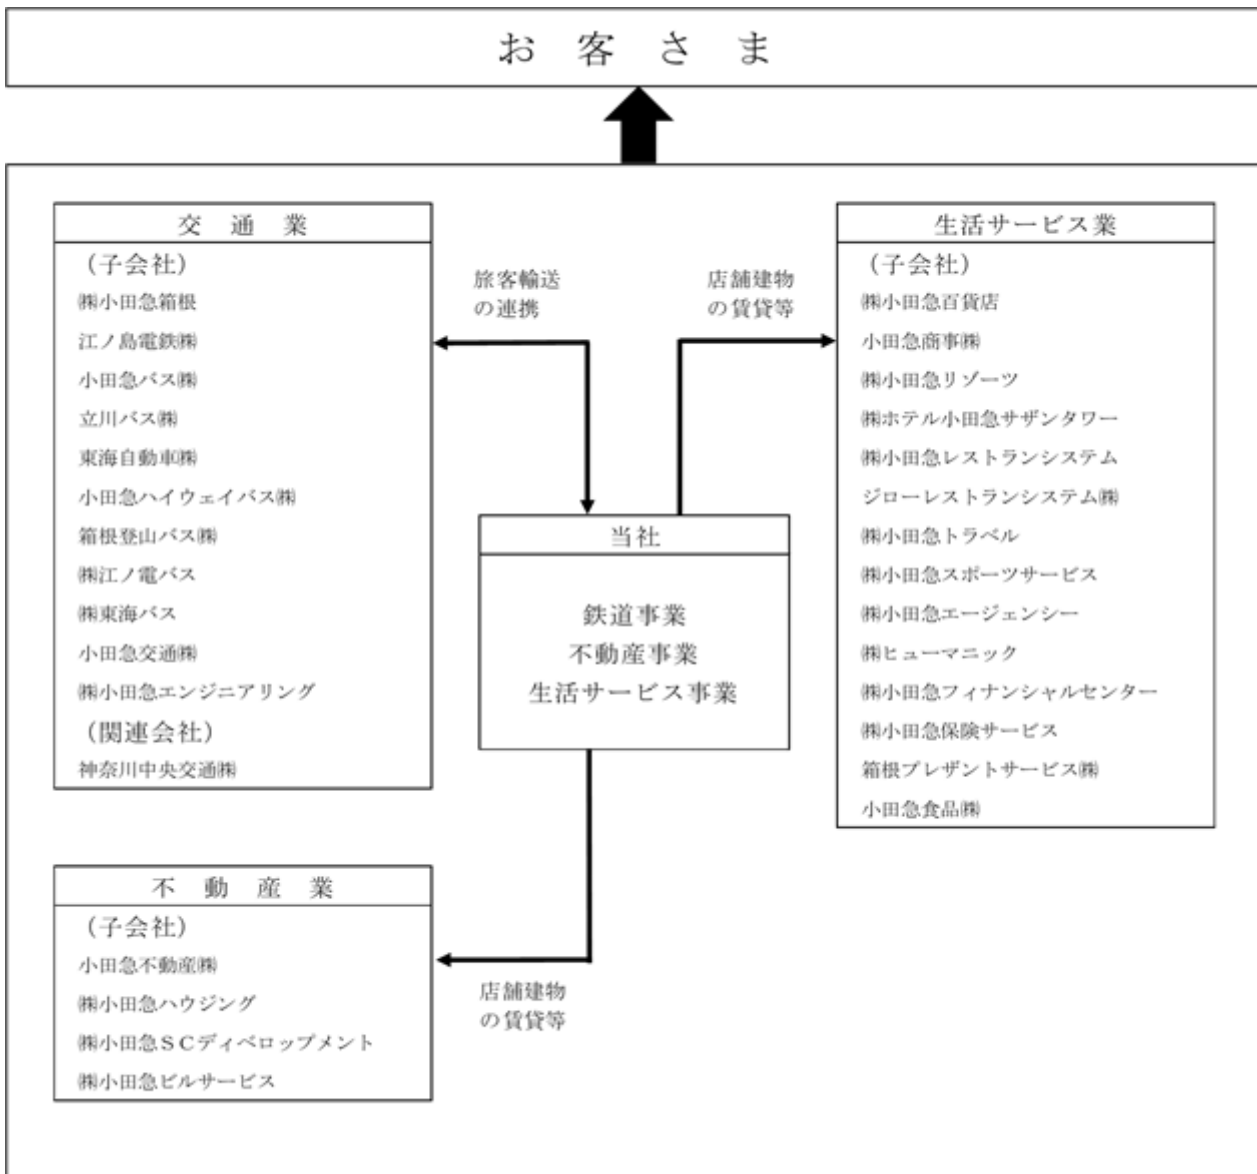 お客さま
交通業
(子会社)
㈱小田急箱根
江ノ島電鉄㈱
小田急バス㈱
立川バス㈱
東海自動車㈱
小田急ハイウェイバス㈱
箱根登山バス㈱
㈱江ノ電バス
㈱東海バス
小田急交通㈱
㈱小田急エンジニアリング
(関連会社)
神奈川中央交通㈱
旅客輸送
の連携
店舗建物
の賃貸等
当社
鉄道事業
不動産事業
生活サービス事業
生活サービス業
(子会社)
㈱小田急百貨店
小田急商事㈱
㈱小田急リゾーツ
㈱ホテル小田急サザンタワー
㈱小田急レストランシステム
ジローレストランシステム㈱
㈱小田急トラベル
㈱小田急スポーツサービス
㈱小田急エージェンシー
㈱ヒューマニック
㈱小田急フィナンシャルセンター
㈱小田急保険サービス
箱根プレザントサービス㈱
小田急食品㈱
不動産業
(子会社)
小田急不動産㈱
㈱小田急ハウジング
㈱小田急SCディベロップメント
㈱小田急ビルサービス
店舗建物
の賃貸等